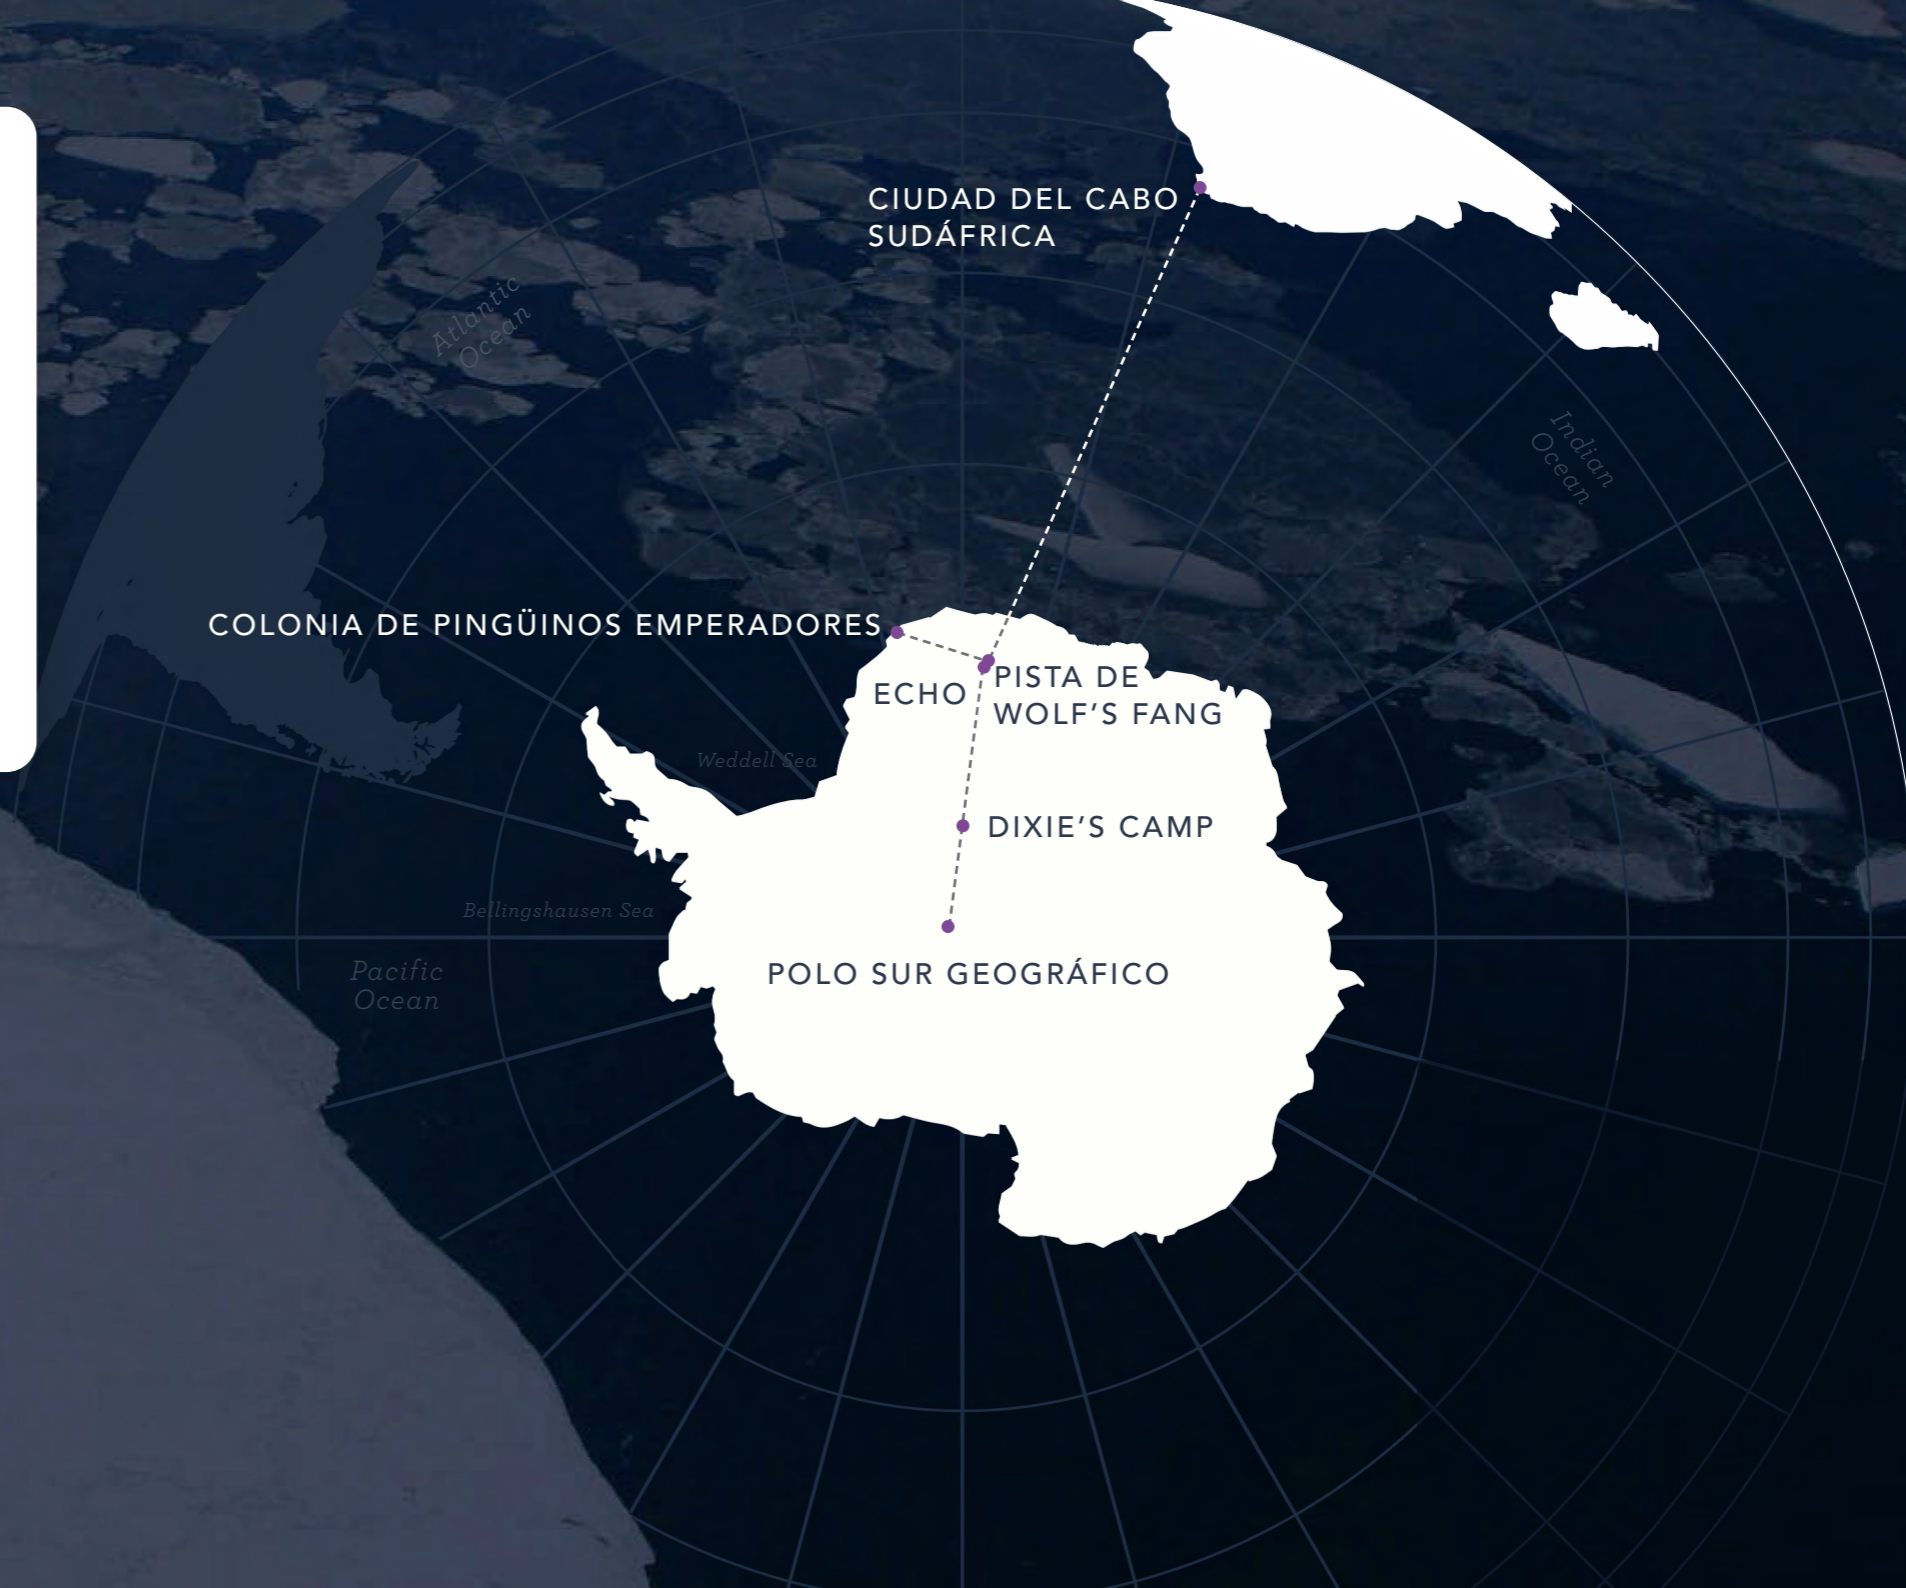 CIUDAD DEL CABO
SUDÁFRICA
Atlantic
Ocean
Indian
Ocean
COLONIA DE PINGÜINOS EMPERADORES
ECHO
PISTA DE
WOLF’S FANG
Weddell Sea
DIXIE’S CAMP
Bellingshausen Sea
Pacific
Ocean
POLO SUR GEOGRÁFICO